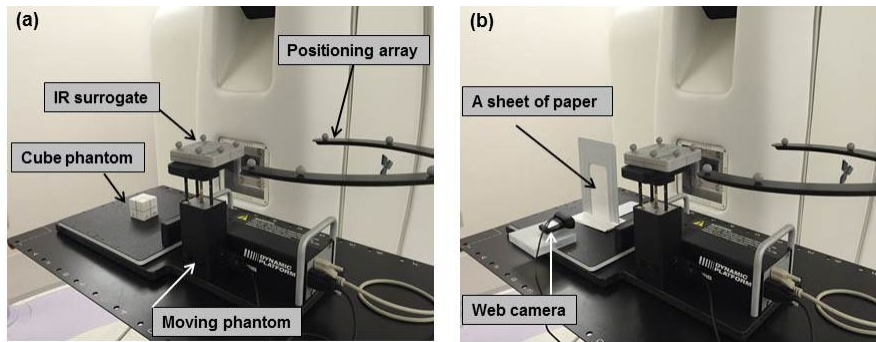 (a)
Positioning array
IR surrogate
Cube phantom
DYNAMIC
PLATFORM
Moving phantom
(b)
A sheet of paper
DYNAMIC
PLATFORM
Web camera